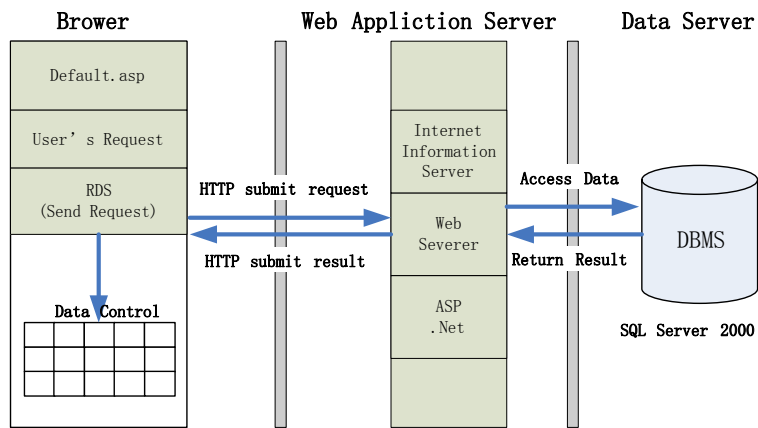 Brower
Web Appliction Server
Data Server
Default.asp
User's Request
RDS
(Send Request)
Data Control
HTTP submit request
HTTP submit result
Internet
Information
Server
Web
Severer
ASP
.Net
Access Data
Return Result
DBMS
SQL Server 2000